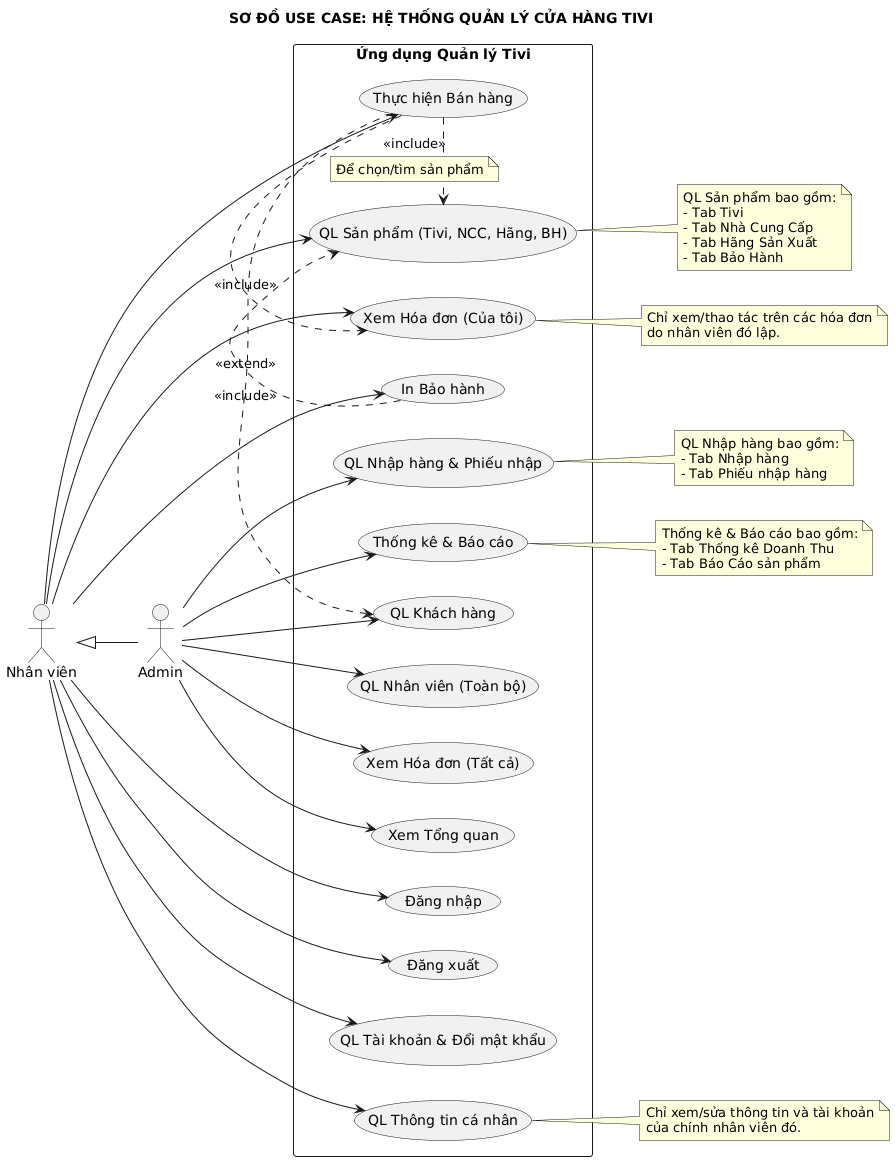 SƠ ĐỒ USE CASE: HỆ THỐNG QUẢN LÝ CỬA HÀNG TIVI
Ứng dụng Quản lý Tivi
Thực hiện Bán hàng
«include»
Để chọn/tìm sản phẩm
QL Sản phẩm (Tivi, NCC, Hãng, BH)
QL Sản phẩm bao gồm:
- Tab Tivi
- Tab Nhà Cung Cấp
- Tab Hãng Sản Xuất
- Tab Bảo Hành
«include»
Xem Hóa đơn (Của tôi)
Chỉ xem/thao tác trên các hóa đơn
do nhân viên đó lập.
«extend»
In Bảo hành
«include»
QL Nhập hàng & Phiếu nhập
QL Nhập hàng bao gồm:
- Tab Nhập hàng
- Tab Phiếu nhập hàng
Thống kê & Báo cáo
Thống kê & Báo cáo bao gồm:
- Tab Thống kê Doanh Thu
- Tab Báo Cáo sản phẩm
QL Khách hàng
Nhân viên
Admin
QL Nhân viên (Toàn bộ)
Xem Hóa đơn (Tất cả)
Xem Tổng quan
Đăng nhập
Đăng xuất
QL Tài khoản & Đổi mật khẩu
QL Thông tin cá nhân
Chỉ xem/sửa thông tin và tài khoản
của chính nhân viên đó.